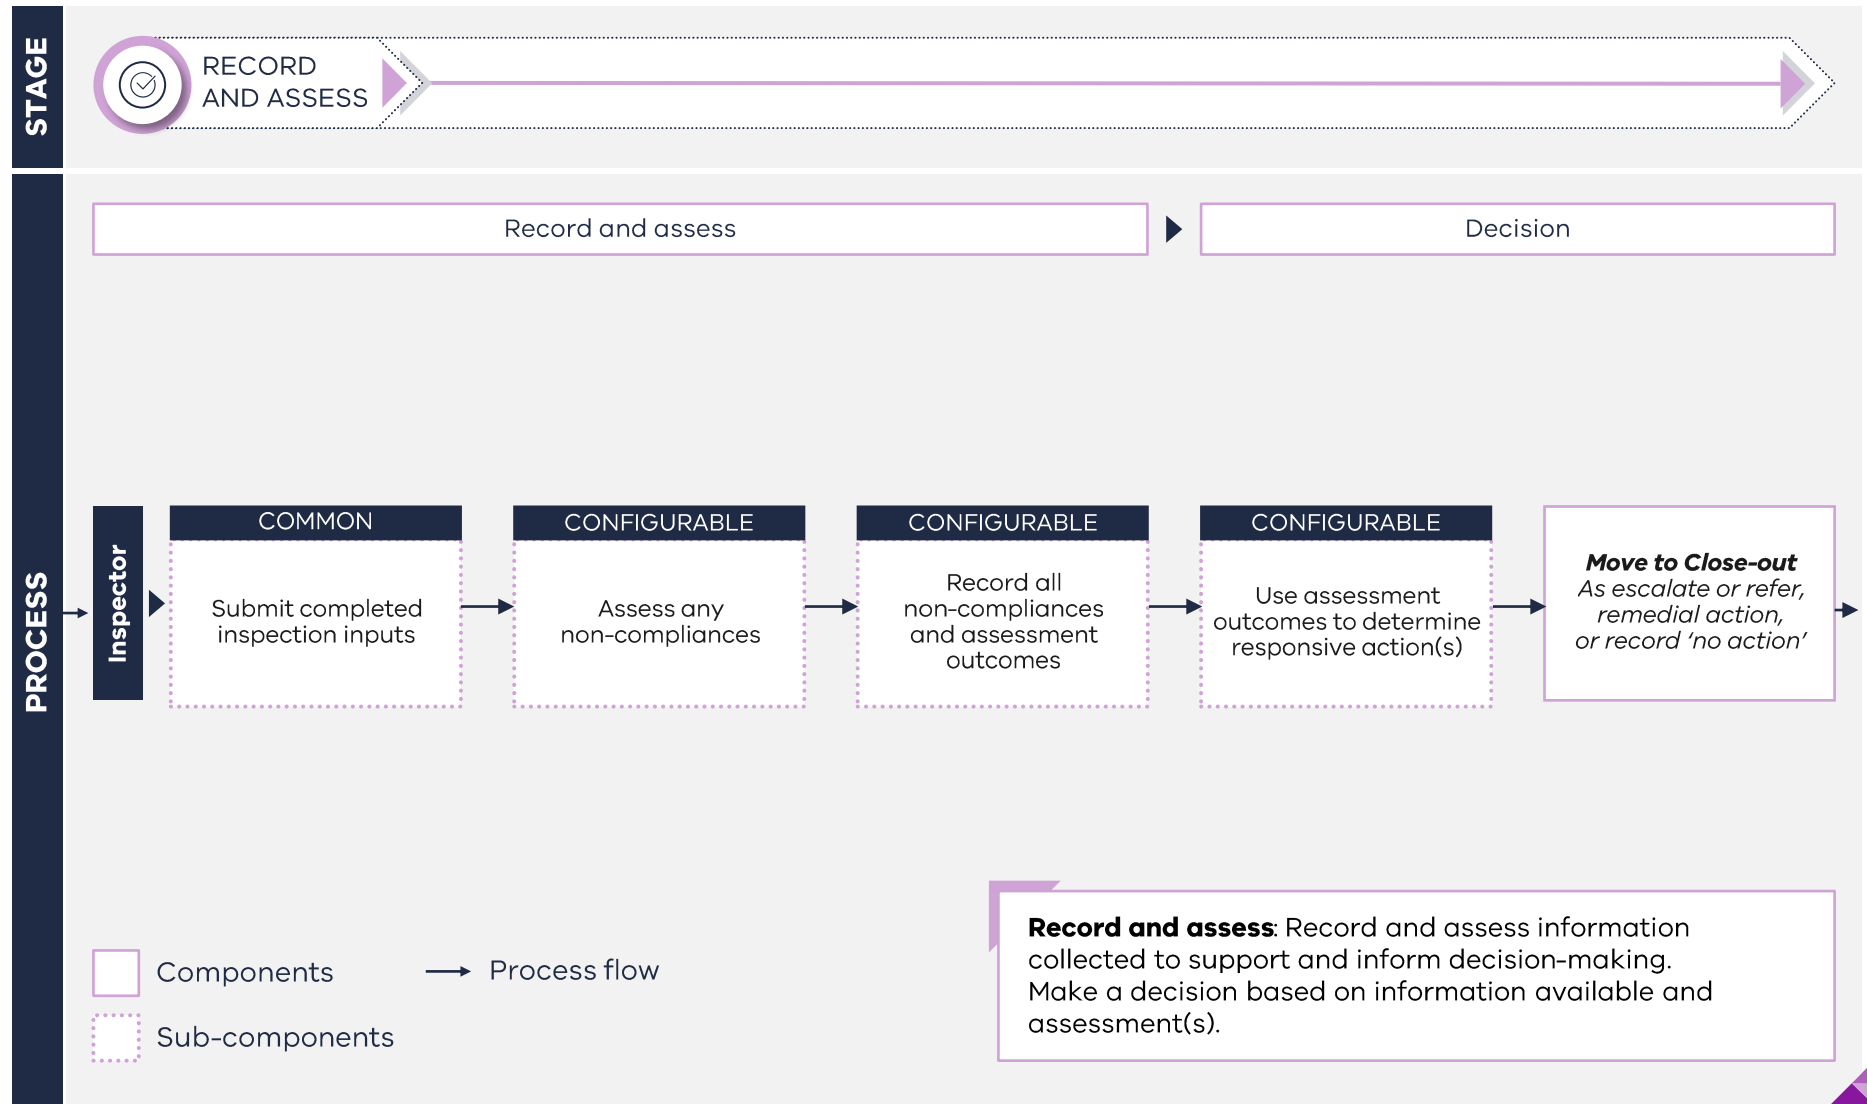 STAGE
RECORD
AND ASSESS
PROCESS
Record and assess
Decision
Inspector
COMMON
Submit completed
inspection inputs
CONFIGURABLE
Assess any
non-compliances
CONFIGURABLE
Record all
non-compliances
and assessment
outcomes
CONFIGURABLE
Use assessment
outcomes to determine
responsive action(s)
Move to Close-out
As escalate or refer,
remedial action,
or record ‘no action’
Components
Process flow
Sub-components
Record and assess: Record and assess information
collected to support and inform decision-making.
Make a decision based on information available and
assessment(s).